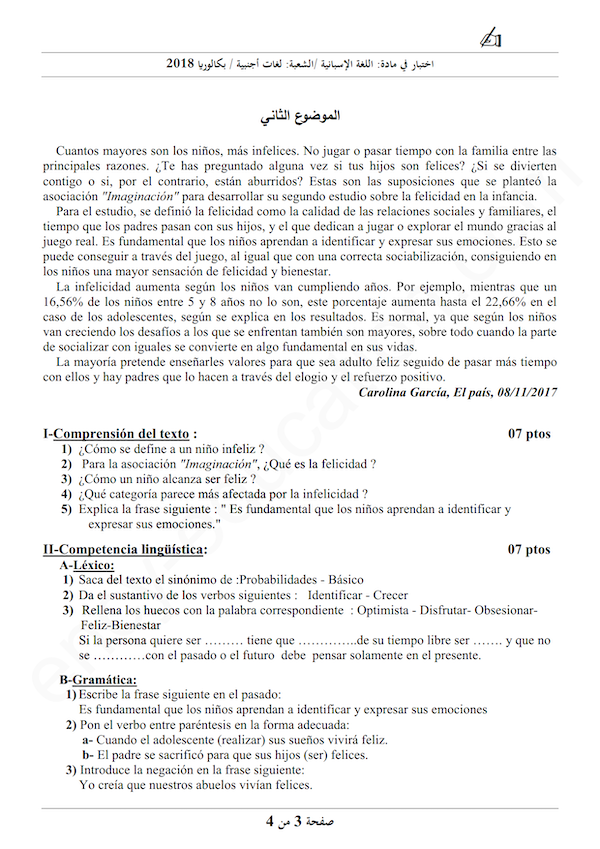 اختبار في مادة: اللغة الإسبانية /الشعبة: لغات أجنبية / بكالوريا 2018
الموضوع الثاني
Cuantos mayores son los niños, más infelices. No jugar o pasar tiempo con la familia entre las
principales razones. ¿Te has preguntado alguna vez si tus hijos son felices? ¿Si se divierten
contigo o si, por el contrario, están aburridos? Estas son las suposiciones que se planteó la
asociación "Imaginación" para desarrollar su segundo estudio sobre la felicidad en la infancia.
Para el estudio, se definió la felicidad como la calidad de las relaciones sociales y familiares, el
tiempo que los padres pasan con sus hijos, y el que dedican a jugar o explorar el mundo gracias al
juego real. Es fundamental que los niños aprendan a identificar y expresar sus emociones. Esto se
puede conseguir a través del juego, al igual que con una correcta sociabilización, consiguiendo en
los niños una mayor sensación de felicidad y bienestar.
La infelicidad aumenta según los niños van cumpliendo años. Por ejemplo, mientras que un
16,56% de los niños entre 5 y 8 años no lo son, este porcentaje aumenta hasta el 22,66% en el
caso de los adolescentes, según se explica en los resultados. Es normal, ya que según los niños
van creciendo los desafíos a los que se enfrentan también son mayores, sobre todo cuando la parte
de socializar con iguales se convierte en algo fundamental en sus vidas.
La mayoría pretende enseñarles valores para que sea adulto feliz seguido de pasar más tiempo
con ellos y hay padres que lo hacen a través del elogio y el refuerzo positivo.
Carolina García, El país, 08/11/2017
I-Comprensión del texto : 07 ptos
1) ¿Cómo se define a un niño infeliz ?
2) Para la asociación "Imaginación", ¿Qué es la felicidad ?
3) ¿Cómo un niño alcanza ser feliz ?
4) ¿Qué categoría parece más afectada por la infelicidad ?
5) Explica la frase siguiente : " Es fundamental que los niños aprendan a identificar y
expresar sus emociones."
II-Competencia lingüística: 07 ptos
A-Léxico:
1) Saca del texto el sinónimo de :Probabilidades - Básico
2) Da el sustantivo de los verbos siguientes : Identificar - Crecer
3) Rellena los huecos con la palabra correspondiente : Optimista - Disfrutar- Obsesionar-
Feliz-Bienestar
Si la persona quiere ser ……… tiene que …………..de su tiempo libre ser ……. y que no
se …………con el pasado o el futuro debe pensar solamente en el presente.
B-Gramática:
1) Escribe la frase siguiente en el pasado:
Es fundamental que los niños aprendan a identificar y expresar sus emociones
2) Pon el verbo entre paréntesis en la forma adecuada:
a- Cuando el adolescente (realizar) sus sueños vivirá feliz.
b- El padre se sacrificó para que sus hijos (ser) felices.
3) Introduce la negación en la frase siguiente:
Yo creía que nuestros abuelos vivían felices.
صفحة 3 من 4